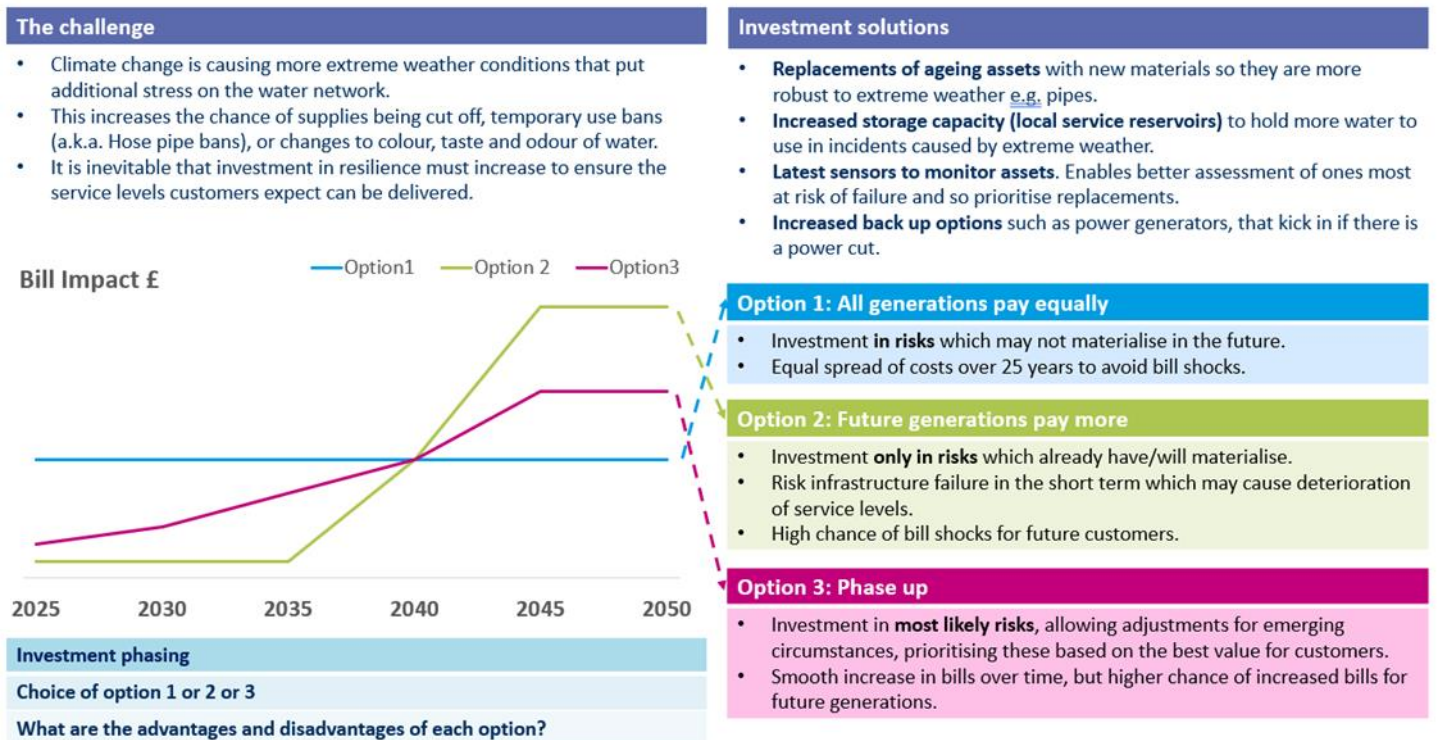 The challenge
• Climate change is causing more extreme weather conditions that put
additional stress on the water network.
• This increases the chance of supplies being cut off, temporary use bans
(a.k.a. Hose pipe bans), or changes to colour, taste and odour of water.
• It is inevitable that investment in resilience must increase to ensure the
service levels customers expect can be delivered.
Bill Impact £
Option1
Option 2
Option3
2025 2030 2035 2040 2045 2050
Investment phasing
Choice of option 1 or 2 or 3
What are the advantages and disadvantages of each option?
Investment solutions
• Replacements of ageing assets with new materials so they are more
robust to extreme weather e.g. pipes.
• Increased storage capacity (local service reservoirs) to hold more water to
use in incidents caused by extreme weather.
• Latest sensors to monitor assets. Enables better assessment of ones most
at risk of failure and so prioritise replacements.
• Increased back up options such as power generators, that kick in if there is
a power cut.
Option 1: All generations pay equally
• Investment in risks which may not materialise in the future.
• Equal spread of costs over 25 years to avoid bill shocks.
Option 2: Future generations pay more
• Investment only in risks which already have/will materialise.
• Risk infrastructure failure in the short term which may cause deterioration
of service levels.
• High chance of bill shocks for future customers.
Option 3: Phase up
• Investment in most likely risks, allowing adjustments for emerging
circumstances, prioritising these based on the best value for customers.
• Smooth increase in bills over time, but higher chance of increased bills for
future generations.